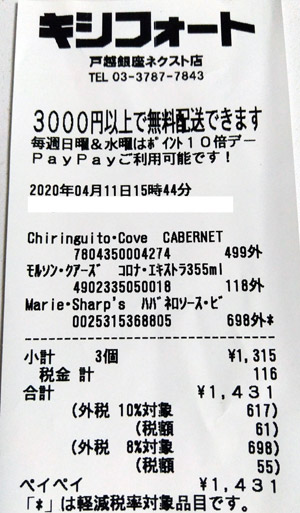 キシフォート
戸越銀座ネクスト店
TEL 03-3787-7843
3000円以上で無料配送できます
毎週日曜&水曜はポイント10倍デー
PayPayご利用可能です!
2020年04月11日15時44分
Chiringuito・Cove CABERNET
7804350004274 499外
モルソン・クアーズ コロナ・エキストラ355ml
4902335050018 118外
Marie・Sharp's ハバネロソース・ビ
0025315368805 698外*
小計 3個 ¥1,315
税金計 116
合計 ¥1,431
(外税 10%対象 617)
(税額 61)
(外税 8%対象 698)
(税額 55)
ペイペイ ¥1,431
「*」は軽減税率対象品目です。